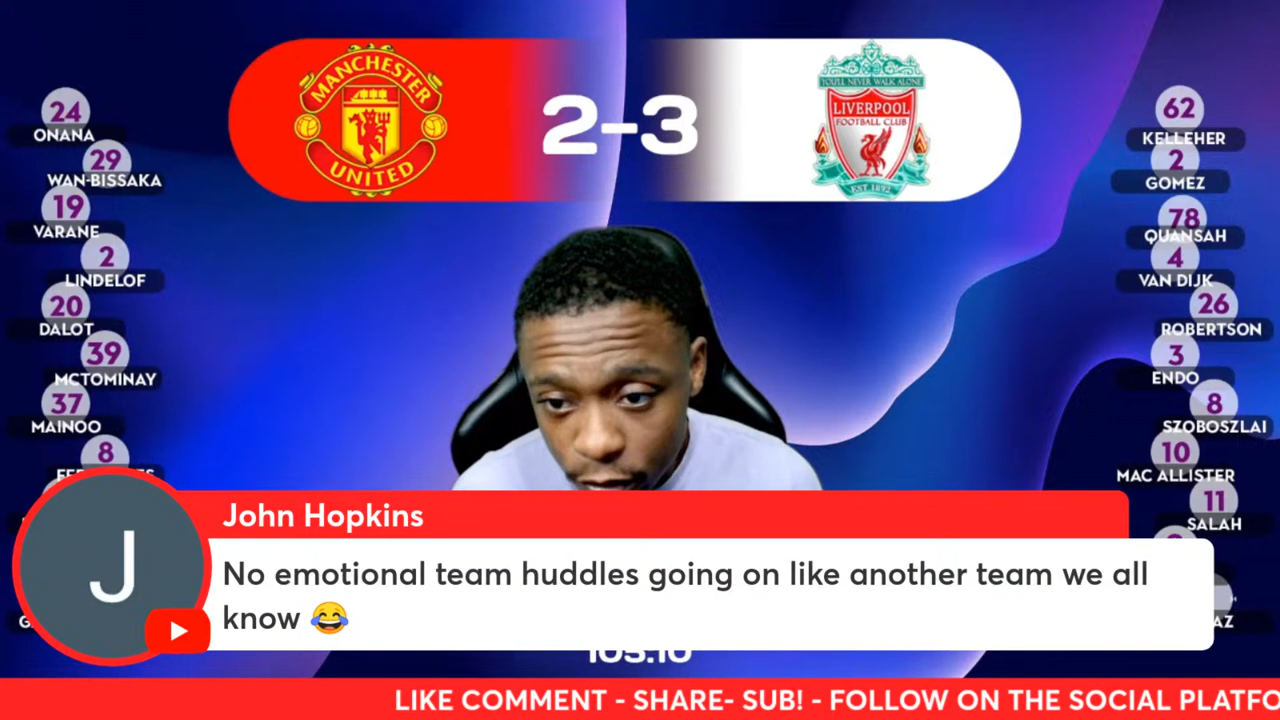 MANCHESTER
UNITED
2-3
YOU'LL NEVER WALK ALONE
LIVERPOOL
FOOTBALL CLUB
EST. 1892
24
ONANA
29
WAN-BISSAKA
19
VARANE
2
LINDELOF
20
DALOT
39
MCTOMINAY
37
MAINOO
8
62
KELLEHER
2
GOMEZ
78
QUANSAH
4
VAN DIJK
26
ROBERTSON
3
ENDO
8
SZOBOSZLAI
10
MAC ALLISTER
11
SALAH
J
John Hopkins
No emotional team huddles going on like another team we all
know 😂
LIKE COMMENT - SHARE- SUB! - FOLLOW ON THE SOCIAL PLATFO